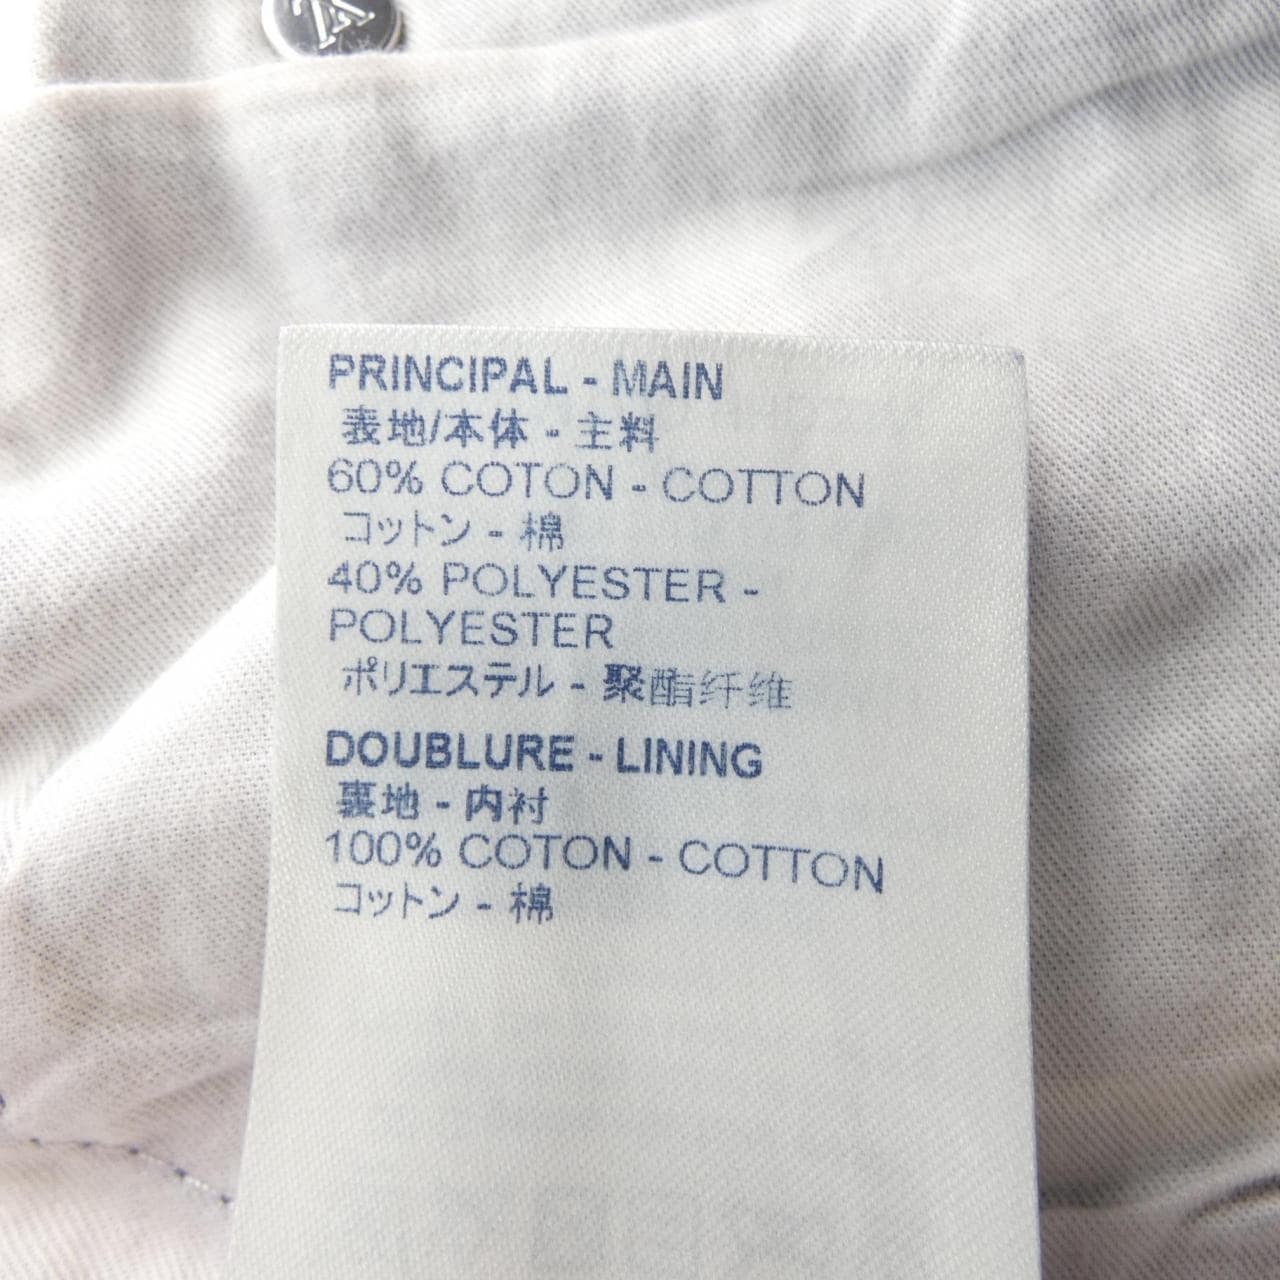 PRINCIPAL - MAIN
表地/本体 - 主料
60% COTON - COTTON
コットン - 棉
40% POLYESTER -
POLYESTER
ポリエステル - 聚酯纤维
DOUBLURE - LINING
裏地 - 内衬
100% COTON - COTTON
コットン - 棉